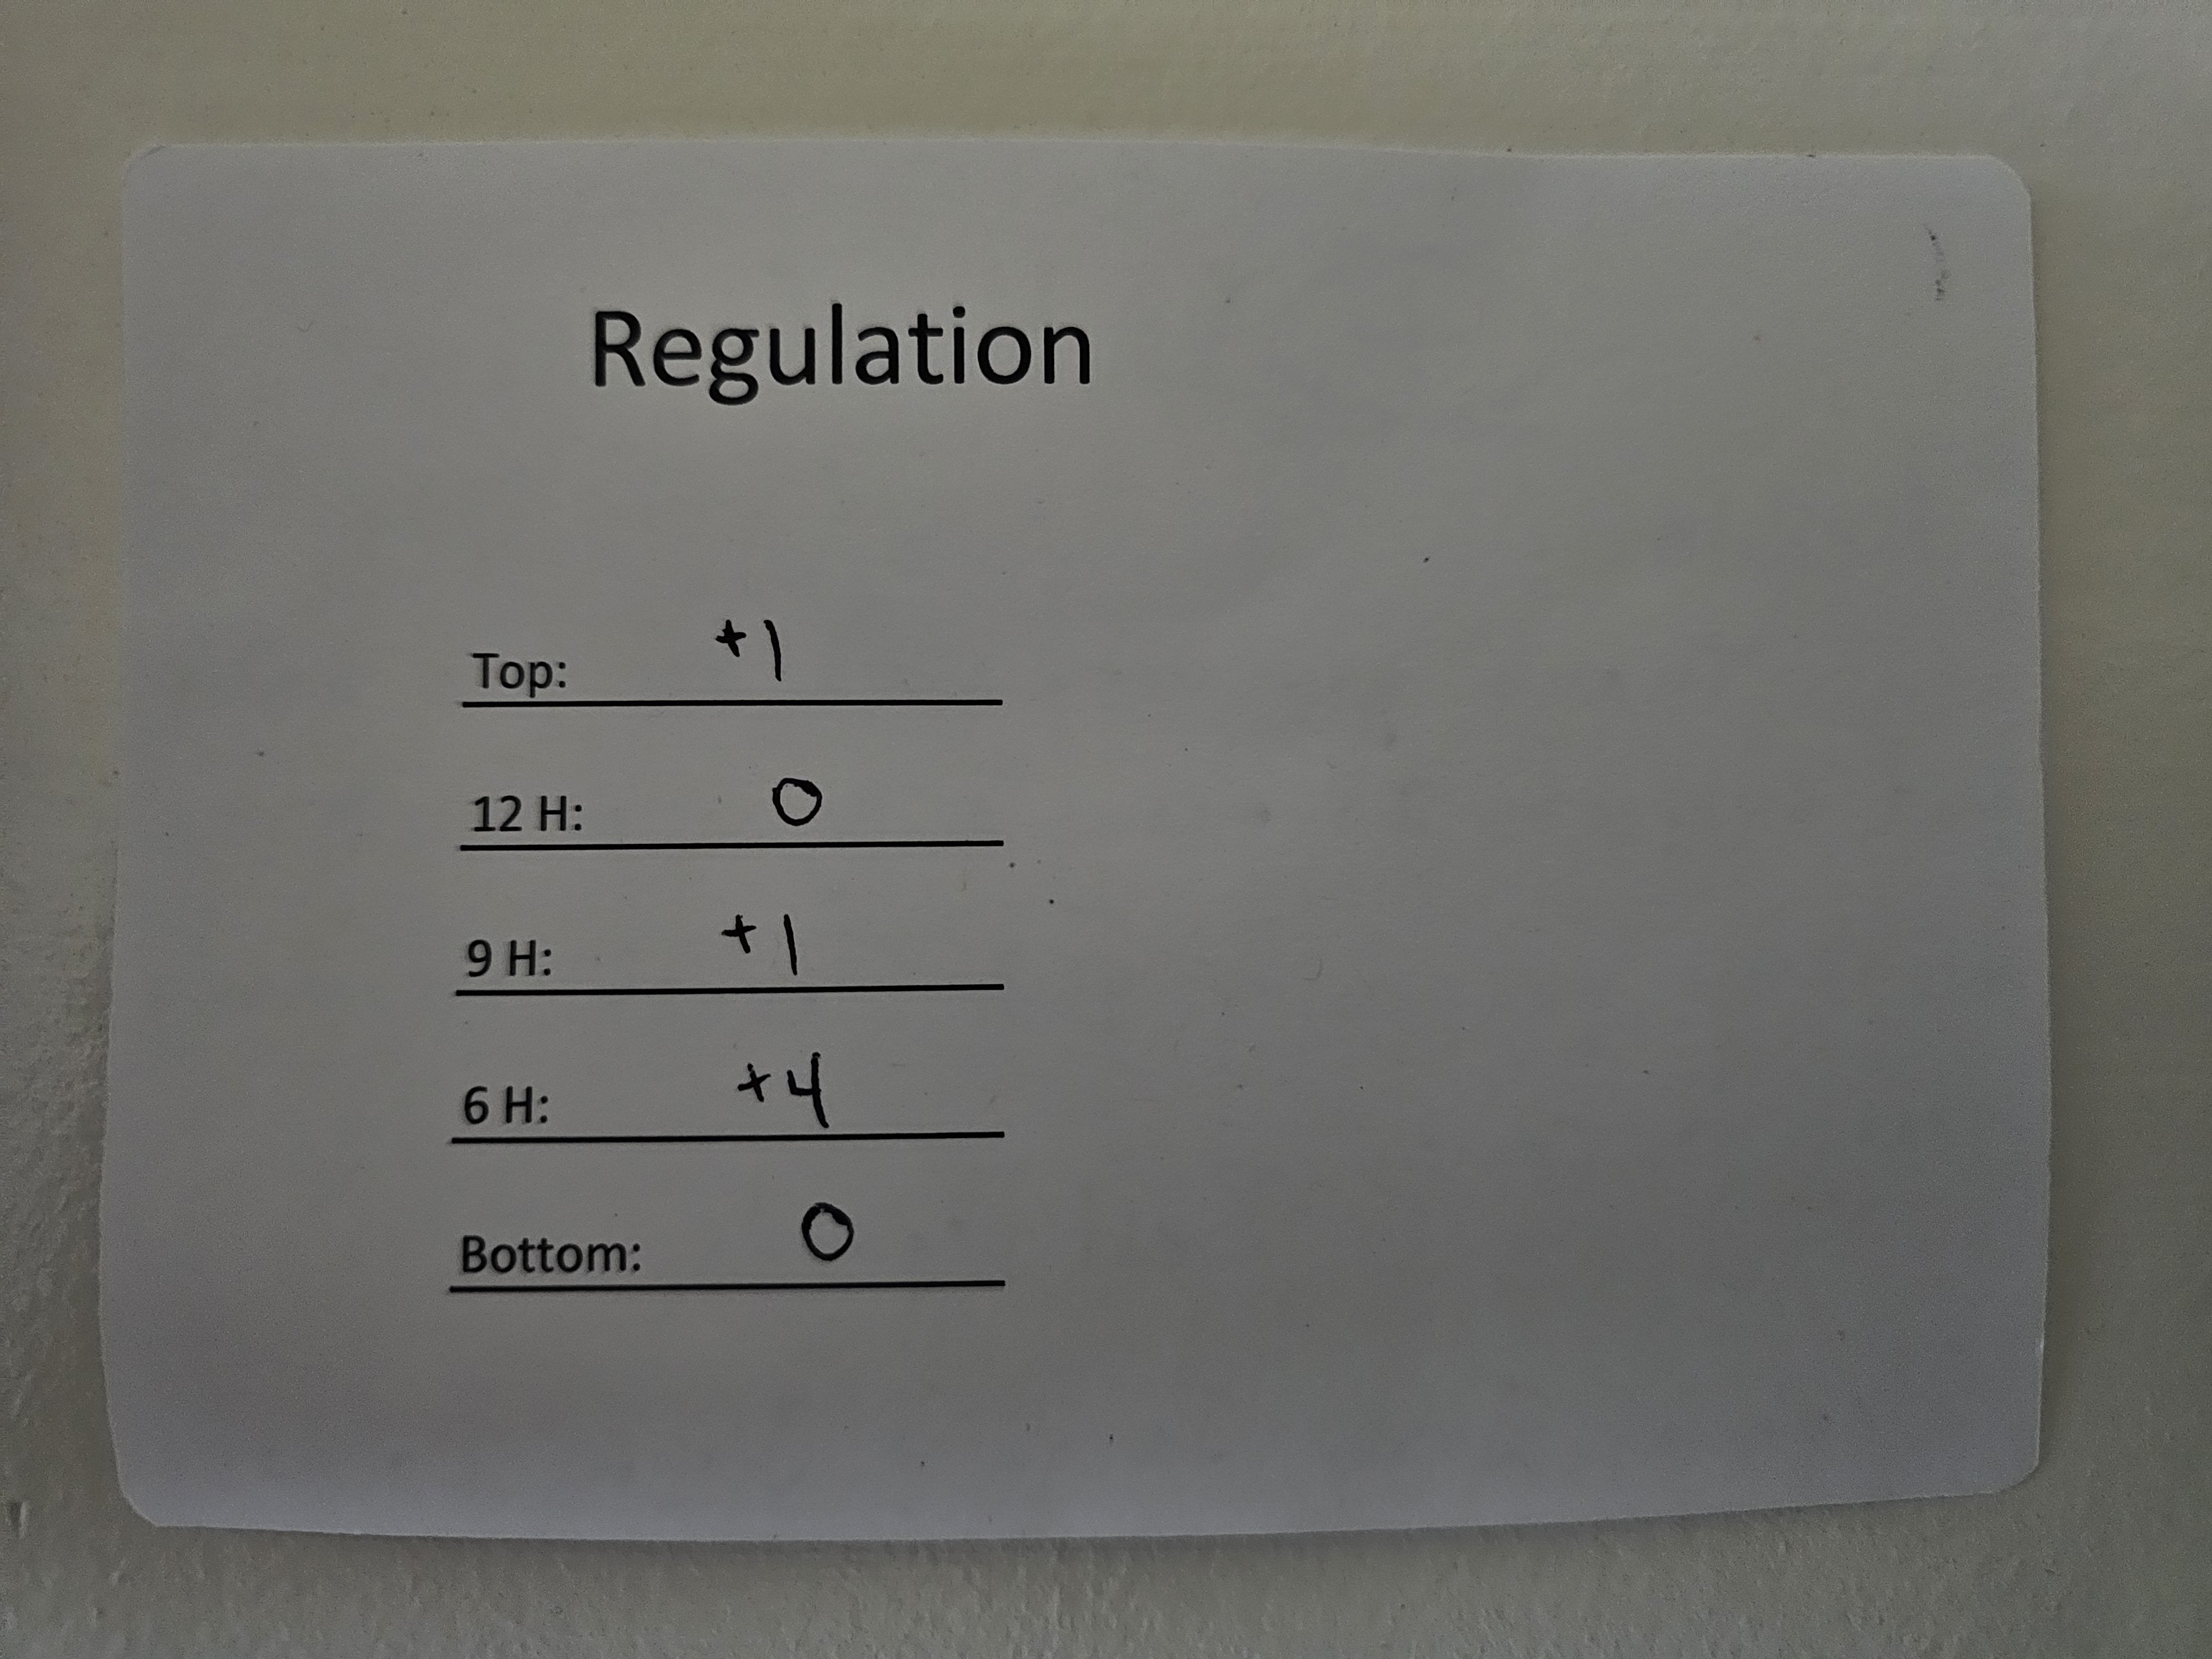 Regulation
Top: +1
12 H: 0
9 H: +1
6 H: +4
Bottom: 0